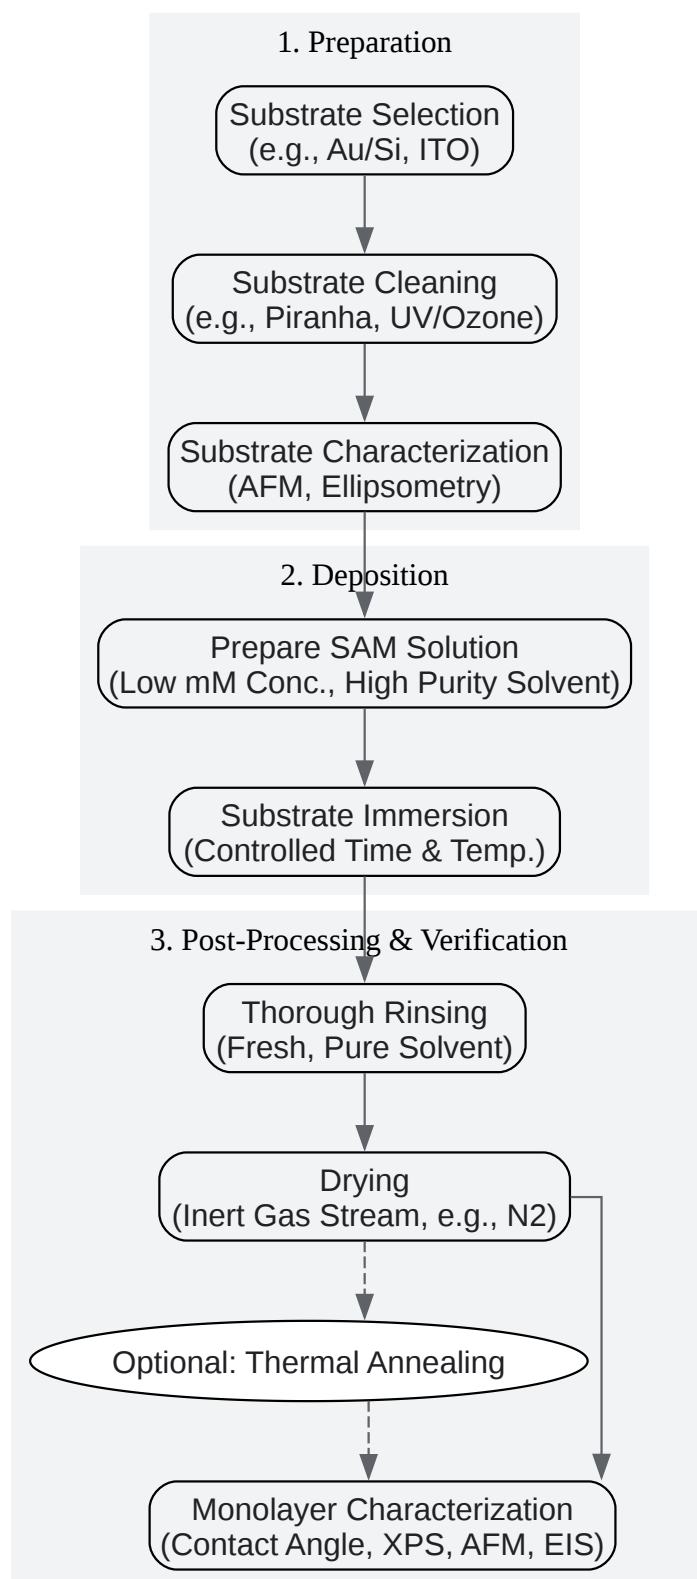 1. Preparation
Substrate Selection
(e.g., Au/Si, ITO)
Substrate Cleaning
(e.g., Piranha, UV/Ozone)
Substrate Characterization
(AFM, Ellipsometry)
2. Deposition
Prepare SAM Solution
(Low mM Conc., High Purity Solvent)
Substrate Immersion
(Controlled Time & Temp.)
3. Post-Processing & Verification
Thorough Rinsing
(Fresh, Pure Solvent)
Drying
(Inert Gas Stream, e.g., N2)
Optional: Thermal Annealing
Monolayer Characterization
(Contact Angle, XPS, AFM, EIS)